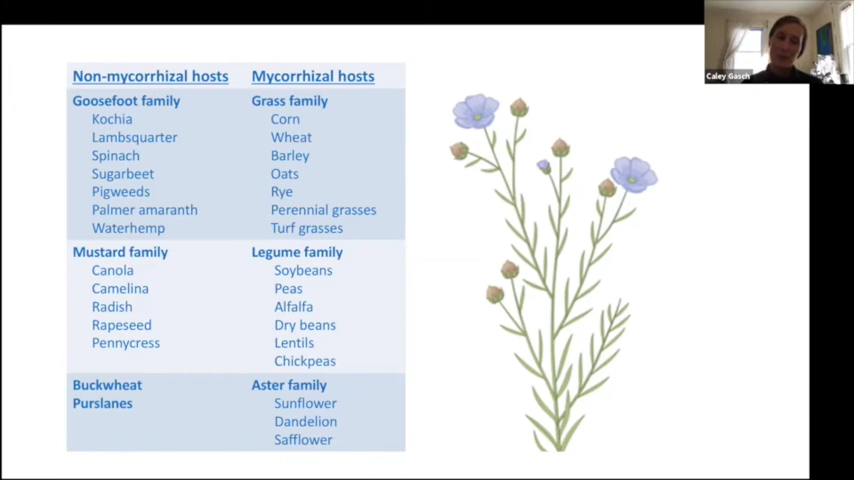 Non-mycorrhizal hosts Mycorrhizal hosts
Goosefoot family Grass family
Kochia Corn
Lambsquarter Wheat
Spinach Barley
Sugarbeet Oats
Pigweeds Rye
Palmer amaranth Perennial grasses
Waterhemp Turf grasses
Mustard family Legume family
Canola Soybeans
Camelina Peas
Radish Alfalfa
Rapeseed Dry beans
Pennycress Lentils
Chickpeas
Buckwheat Aster family
Purslanes Sunflower
Dandelion
Safflower
Caley Gasch